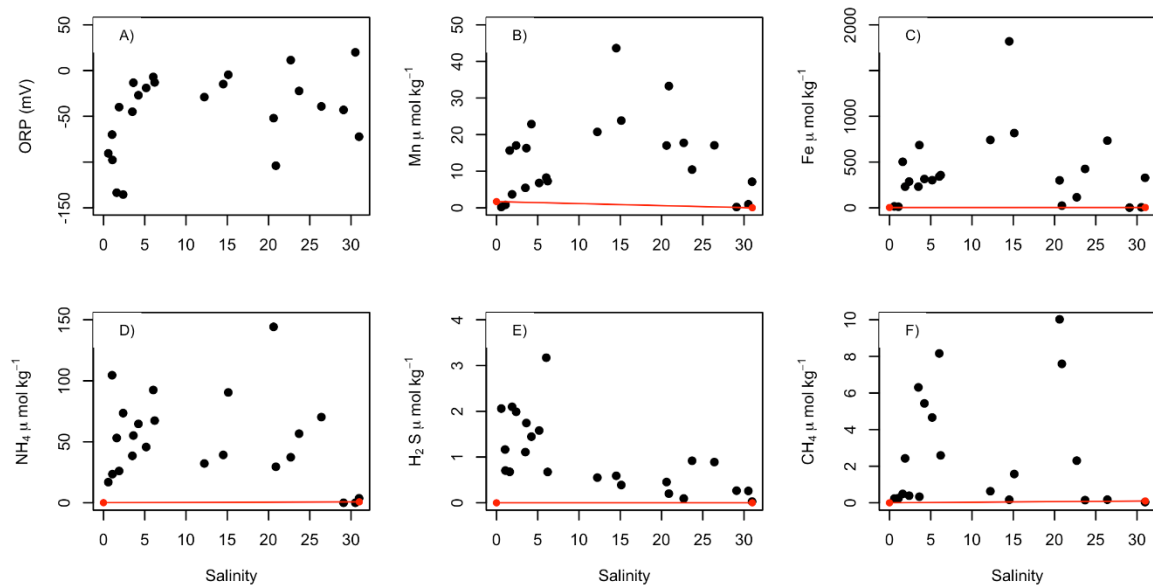 A)
ORP (mV)
50
0
-50
-150
0 5 10 15 20 25 30
B)
Mn μ mol kg⁻¹
50
40
30
20
10
0
0 5 10 15 20 25 30
C)
Fe μ mol kg⁻¹
2000
1000
500
0
0 5 10 15 20 25 30
D)
NH₄ μ mol kg⁻¹
150
100
50
0
0 5 10 15 20 25 30
Salinity
E)
H₂ S μ mol kg⁻¹
4
3
2
1
0
0 5 10 15 20 25 30
Salinity
F)
CH₄ μ mol kg⁻¹
10
8
6
4
2
0
0 5 10 15 20 25 30
Salinity